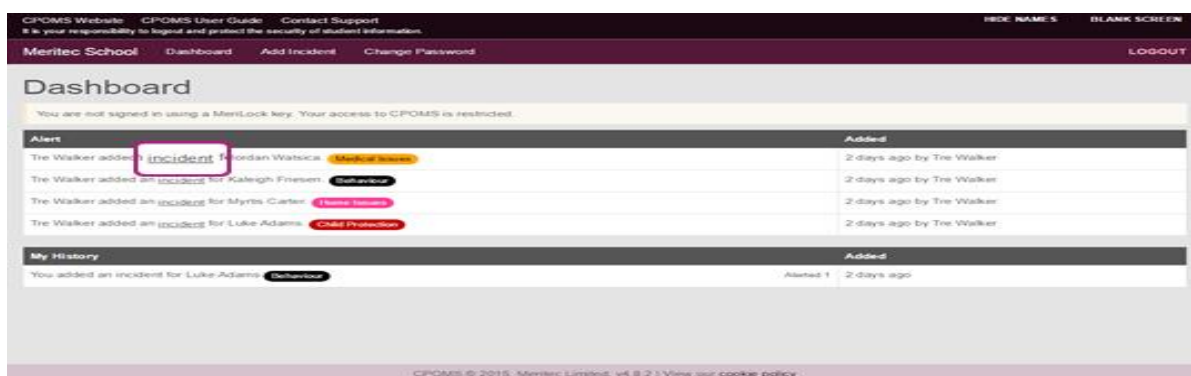 CPOMS Website CPOMS User Guide Contact Support HIDE NAMES BLANK SCREEN
It is your responsibility to logout and protect the security of student information.
Meritec School Dashboard Add Incident Change Password LOGOUT
Dashboard
You are not signed in using a MeriLock key. Your access to CPOMS is restricted.
Alert Added
Tre Walker added incident Jordan Watsica. Medical Issues 2 days ago by Tre Walker
Tre Walker added an incident for Kaleigh Friesen. Behaviour 2 days ago by Tre Walker
Tre Walker added an incident for Myrtis Carter. Home Issues 2 days ago by Tre Walker
Tre Walker added an incident for Luke Adams. Child Protection 2 days ago by Tre Walker
My History Added
You added an incident for Luke Adams Behaviour Alerted 1 2 days ago
CPOMS © 2015 Meritec Limited. v4.8.2 | View our cookie policy